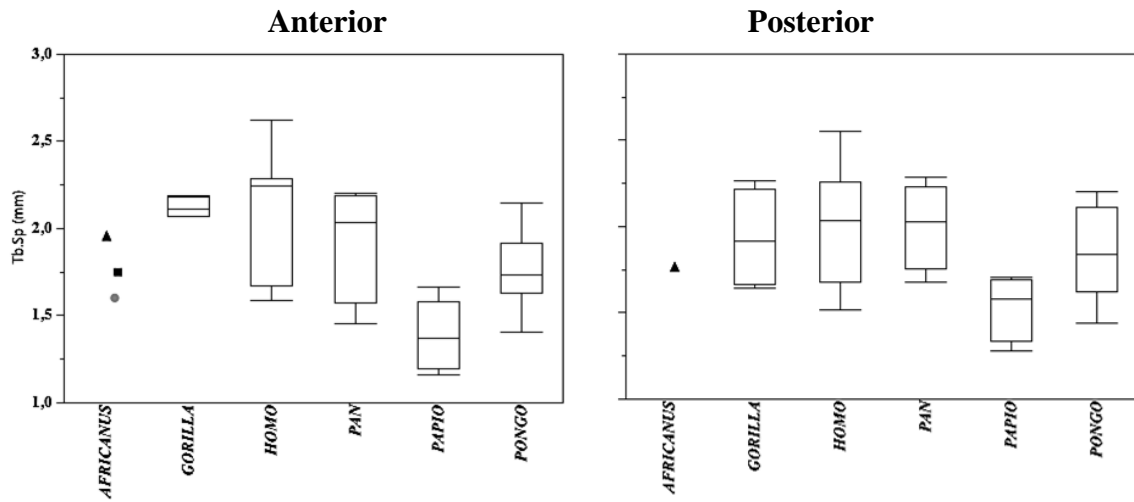 Anterior
Posterior
3,0
2,5
2,0
1,5
1,0
Tb.Sp (mm)
AFRICANUS
GORILLA
HOMO
PAN
PAPIO
PONGO
AFRICANUS
GORILLA
HOMO
PAN
PAPIO
PONGO